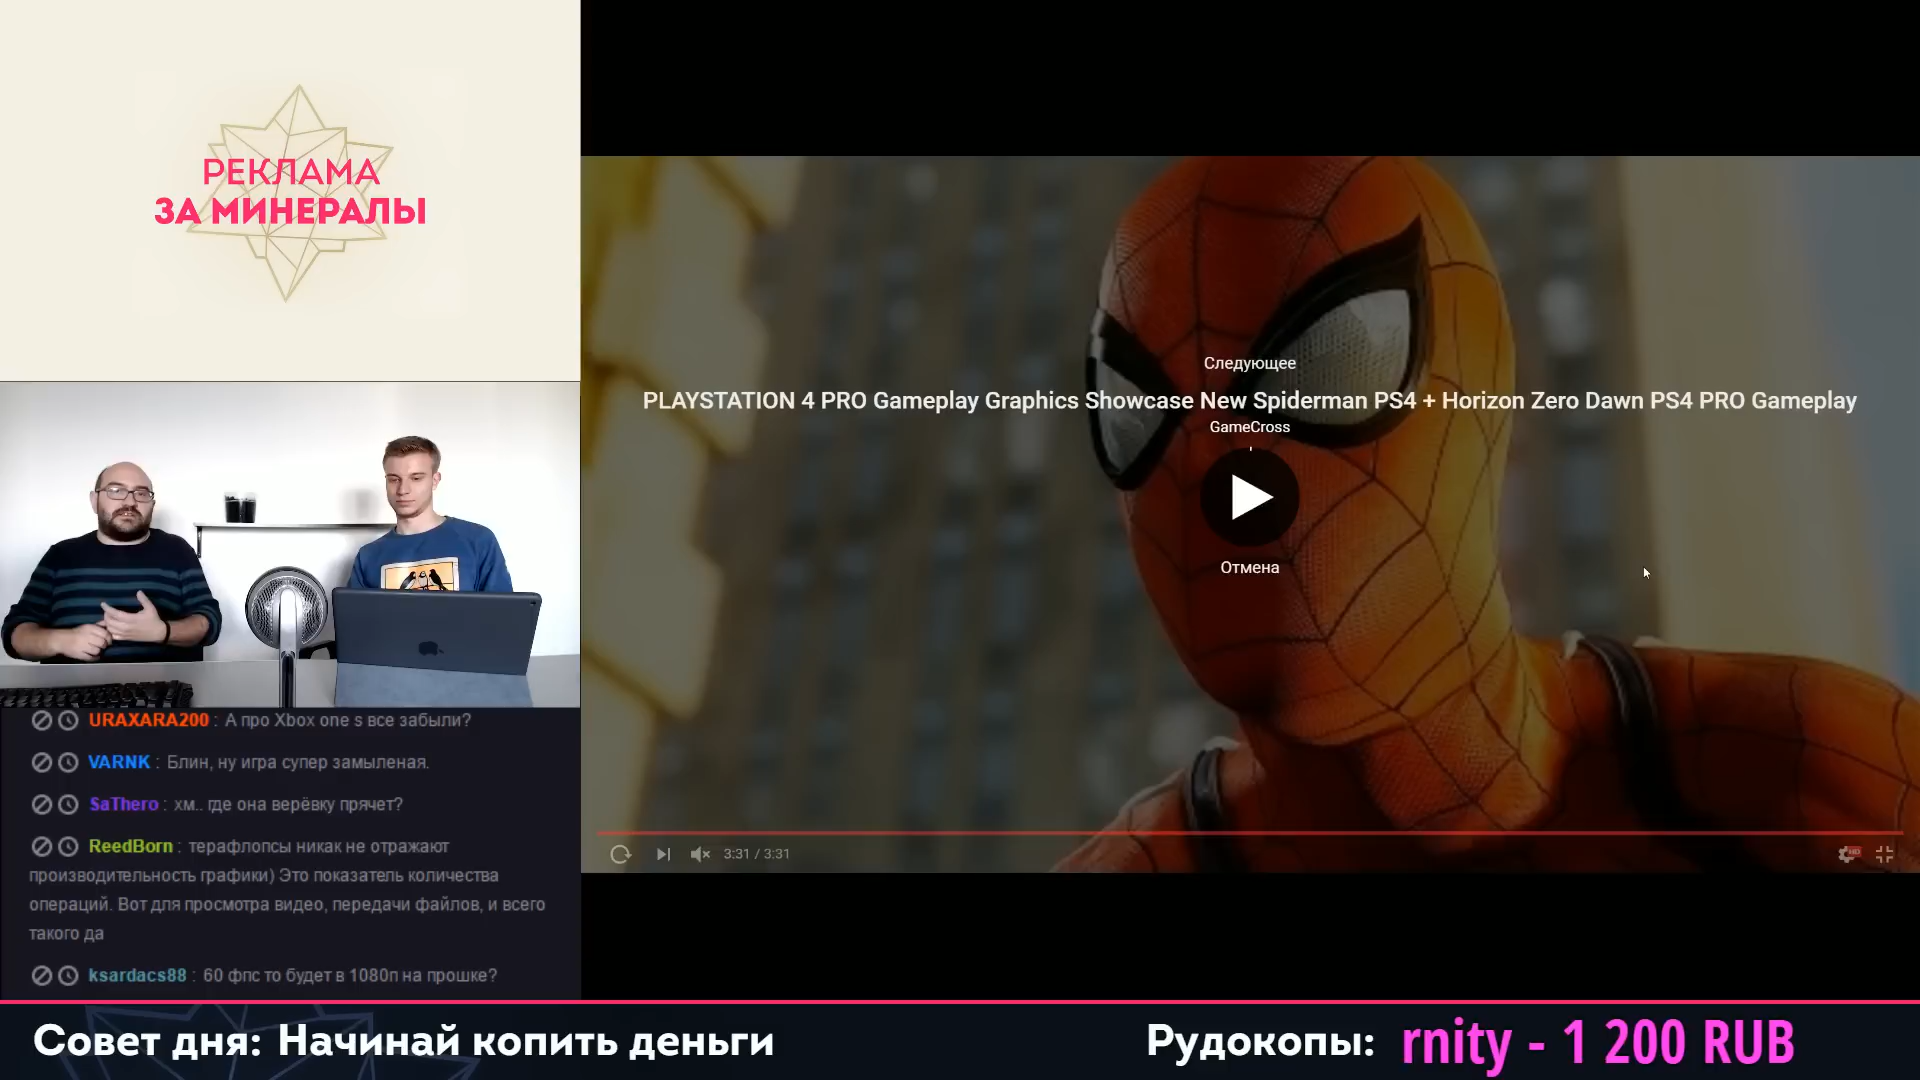 РЕКЛАМА
ЗА МИНЕРАЛЫ
Следующее
PLAYSTATION 4 PRO Gameplay Graphics Showcase New Spiderman PS4 + Horizon Zero Dawn PS4 PRO Gameplay
GameCross
Отмена
3:31 / 3:31
HD
URAXARA200 : А про Xbox one s все забыли?
VARNK : Блин, ну игра супер замыленая.
SaThero : хм.. где она верёвку прячет?
ReedBorn : терафлопсы никак не отражают
производительность графики) Это показатель количества
операций. Вот для просмотра видео, передачи файлов, и всего
такого да
ksardacs88 : 60 фпс то будет в 1080п на прошке?
Совет дня: Начинай копить деньги
Рудокопы: rnity - 1 200 RUB